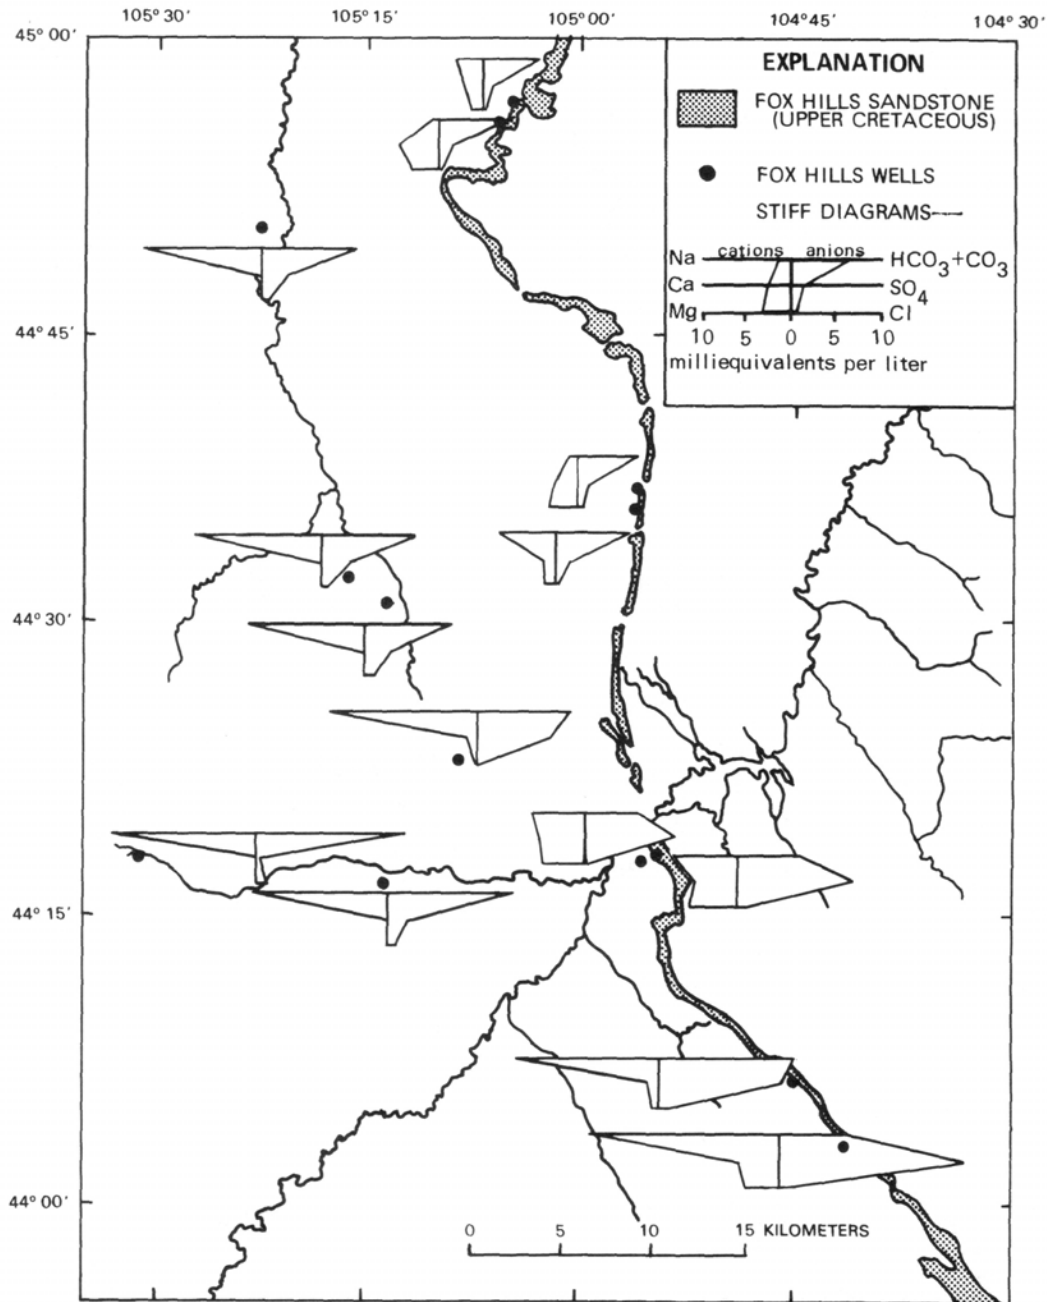 105° 30' 105° 15' 105° 00' 104° 45' 104° 30'
45° 00'
EXPLANATION
FOX HILLS SANDSTONE
(UPPER CRETACEOUS)
FOX HILLS WELLS
STIFF DIAGRAMS—
cations anions
Na HCO3+CO3
Ca SO4
Mg Cl
10 5 0 5 10
milliequivalents per liter
44° 45'
44° 30'
44° 15'
44° 00'
0 5 10 15 KILOMETERS